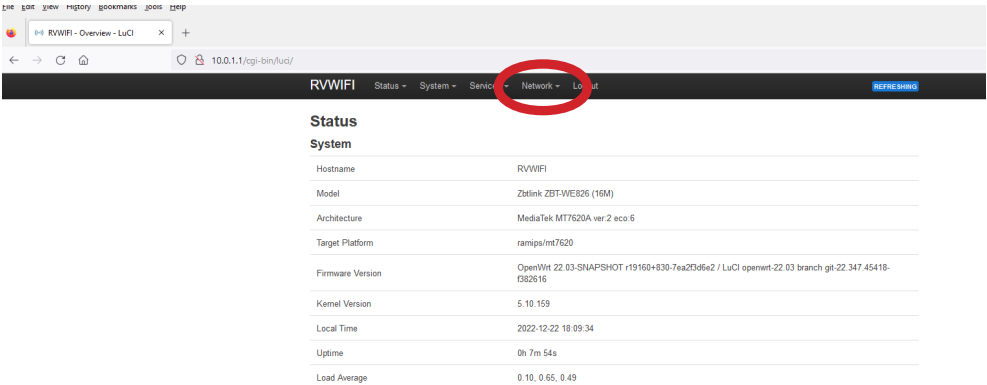 File Edit View History Bookmarks Tools Help
RVWIFI - Overview - LuCI × +
10.0.1.1/cgi-bin/luci/
RVWIFI Status System Network REFRESHING
Status
System
Hostname RVWIFI
Model Zbtlink ZBT-WE826 (16M)
Architecture MediaTek MT7620A ver:2 eco:6
Target Platform ramips/mt7620
Firmware Version OpenWrt 22.03-SNAPSHOT r19160+830-7ea2f3d6e2 / LuCI openwrt-22.03 branch git-22.347.45418-
f382616
Kernel Version 5.10.159
Local Time 2022-12-22 18:09:34
Uptime 0h 7m 54s
Load Average 0.10, 0.65, 0.49